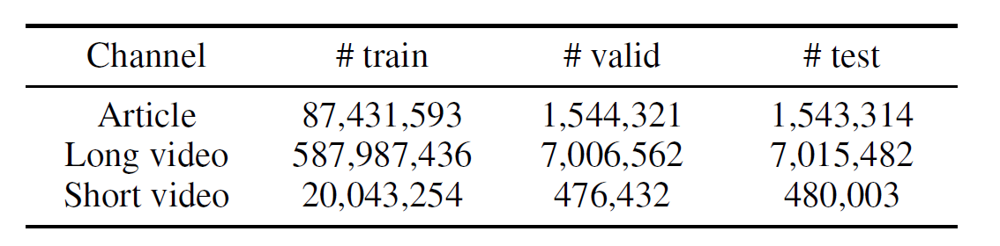 Channel # train # valid # test
Article 87,431,593 1,544,321 1,543,314
Long video 587,987,436 7,006,562 7,015,482
Short video 20,043,254 476,432 480,003